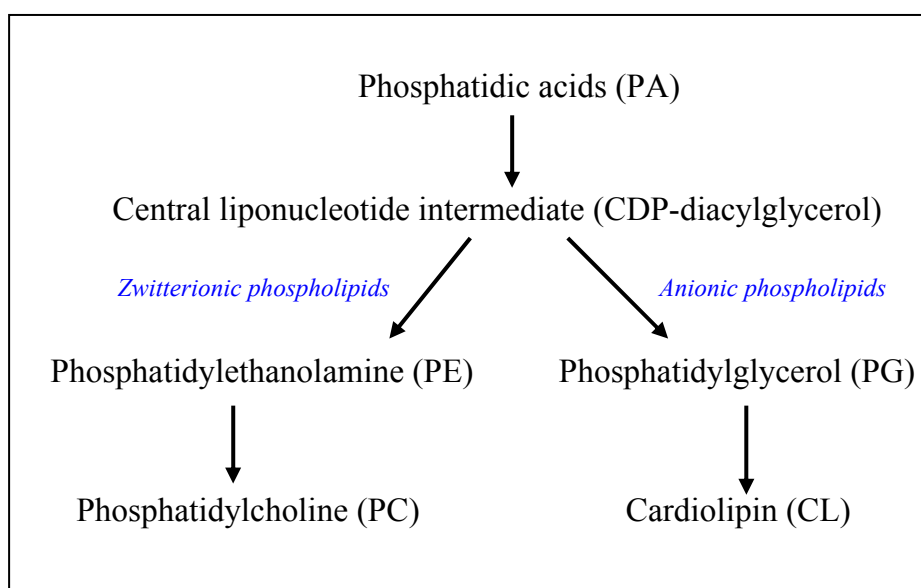 Phosphatidic acids (PA)
Central liponucleotide intermediate (CDP-diacylglycerol)
Zwitterionic phospholipids
Anionic phospholipids
Phosphatidylethanolamine (PE)
Phosphatidylglycerol (PG)
Phosphatidylcholine (PC)
Cardiolipin (CL)